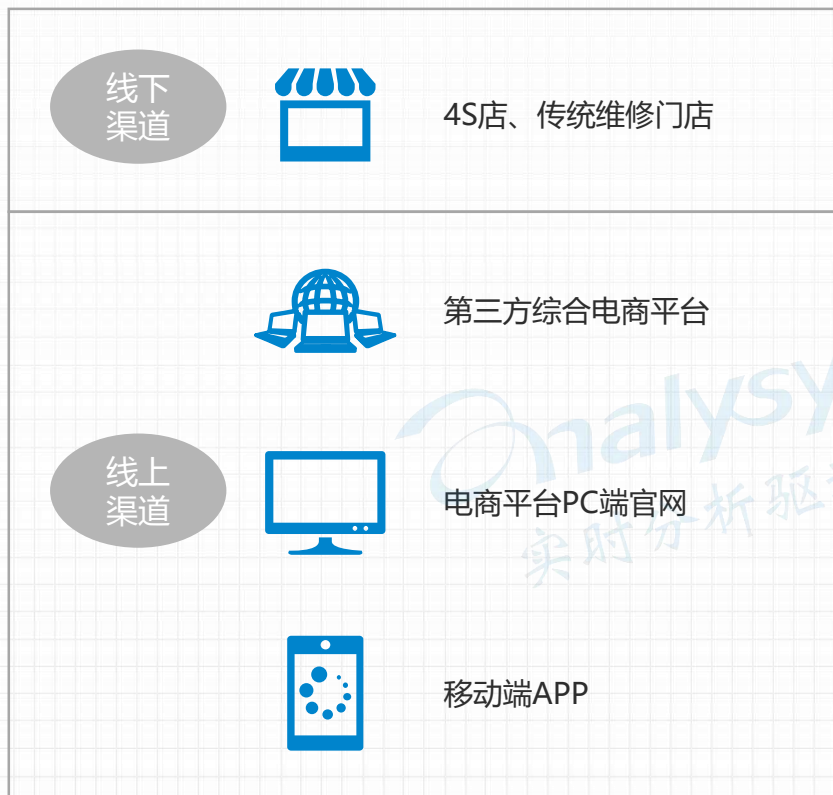 线下
渠道
4S店、传统维修门店
第三方综合电商平台
线上
渠道
电商平台PC端官网
移动端APP
nalysy
实时分析驱